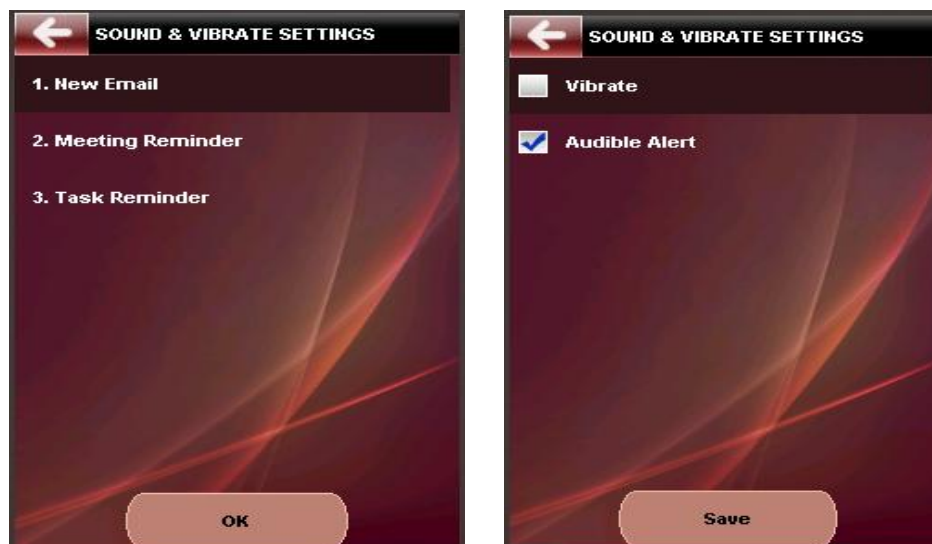 SOUND & VIBRATE SETTINGS
1. New Email
2. Meeting Reminder
3. Task Reminder
OK
SOUND & VIBRATE SETTINGS
Vibrate
Audible Alert
Save